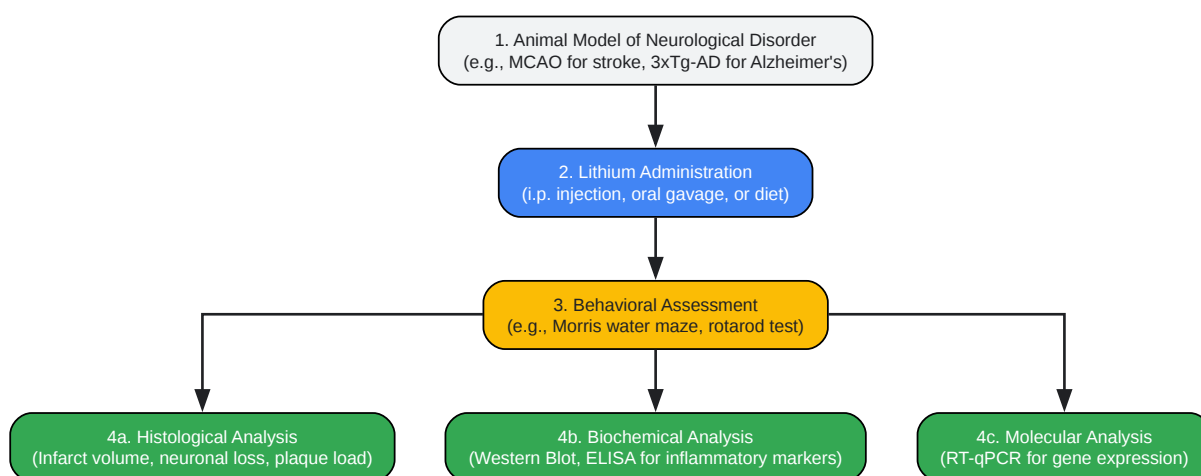 1. Animal Model of Neurological Disorder
(e.g., MCAO for stroke, 3xTg-AD for Alzheimer's)
2. Lithium Administration
(i.p. injection, oral gavage, or diet)
3. Behavioral Assessment
(e.g., Morris water maze, rotarod test)
4a. Histological Analysis
(Infarct volume, neuronal loss, plaque load)
4b. Biochemical Analysis
(Western Blot, ELISA for inflammatory markers)
4c. Molecular Analysis
(RT-qPCR for gene expression)